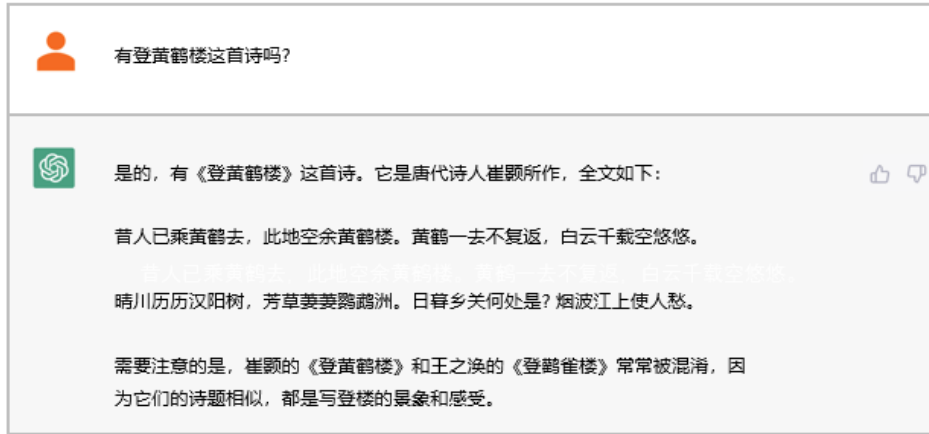 有登黄鹤楼这首诗吗?
是的，有《登黄鹤楼》这首诗。它是唐代诗人崔颢所作，全文如下：
昔人已乘黄鹤去，此地空余黄鹤楼。黄鹤一去不复返，白云千载空悠悠。
昔人已乘黄鹤去，此地空余黄鹤楼。黄鹤一去不复返，白云千载空悠悠。
晴川历历汉阳树，芳草萋萋鹦鹉洲。日暮乡关何处是? 烟波江上使人愁。
需要注意的是，崔颢的《登黄鹤楼》和王之涣的《登鹳雀楼》常常被混淆，因
为它们的诗题相似，都是写登楼的景象和感受。